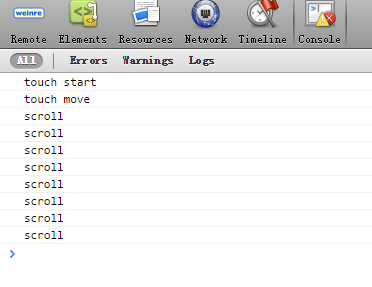 weinre
Remote Elements Resources Network Timeline Console
All Errors Warnings Logs
touch start
touch move
scroll
scroll
scroll
scroll
scroll
scroll
scroll
scroll